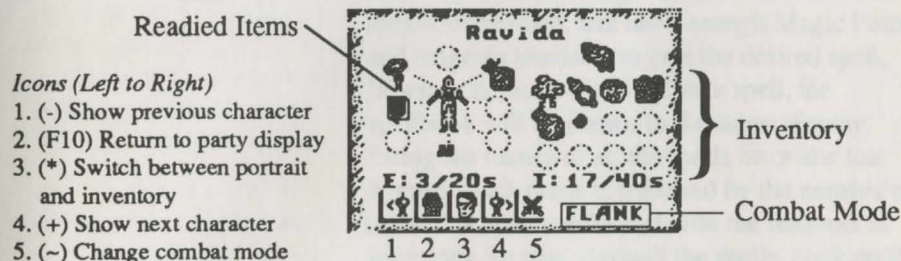 Readied Items
Icons (Left to Right)
1. (-) Show previous character
2. (F10) Return to party display
3. (*) Switch between portrait
and inventory
4. (+) Show next character
5. (~) Change combat mode
Ravida
E:3/20s I:17/40s
FLANK
1 2 3 4 5
Inventory
Combat Mode